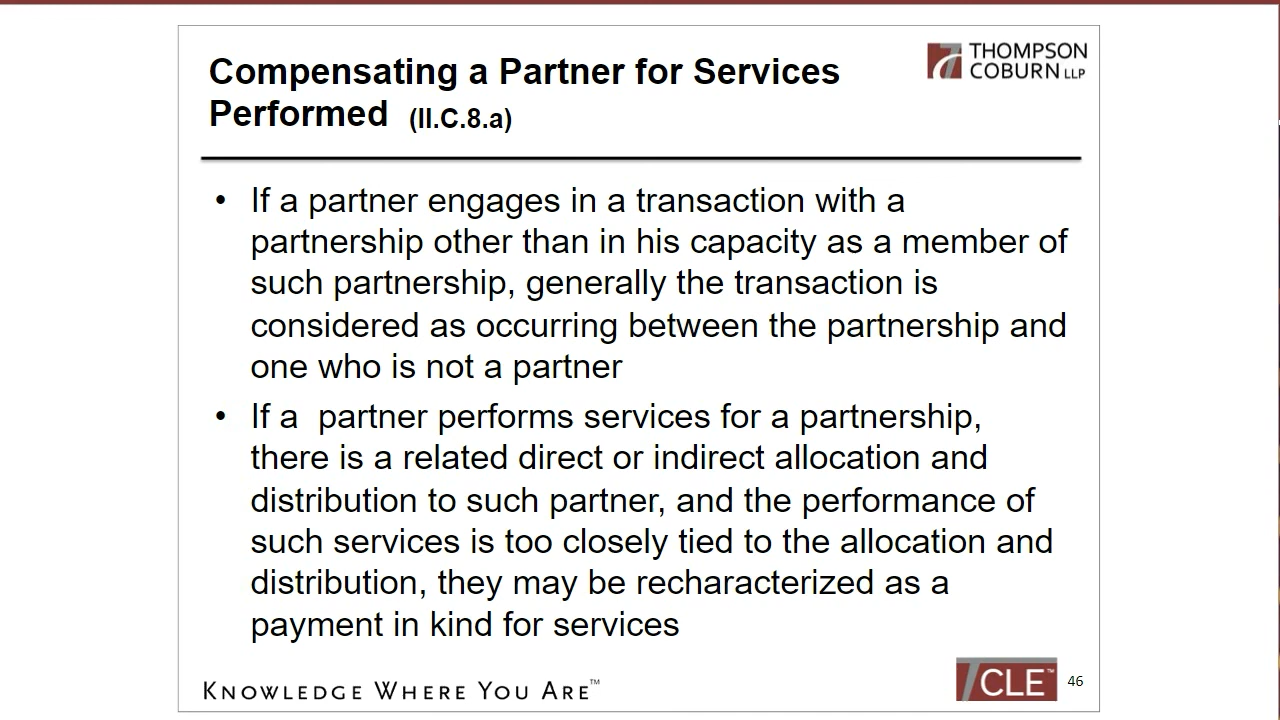 Compensating a Partner for Services
Performed (II.C.8.a)
THOMPSON
COBURN LLP
• If a partner engages in a transaction with a
partnership other than in his capacity as a member of
such partnership, generally the transaction is
considered as occurring between the partnership and
one who is not a partner
• If a partner performs services for a partnership,
there is a related direct or indirect allocation and
distribution to such partner, and the performance of
such services is too closely tied to the allocation and
distribution, they may be recharacterized as a
payment in kind for services
KNOWLEDGE WHERE YOU ARE™
CLE™
46